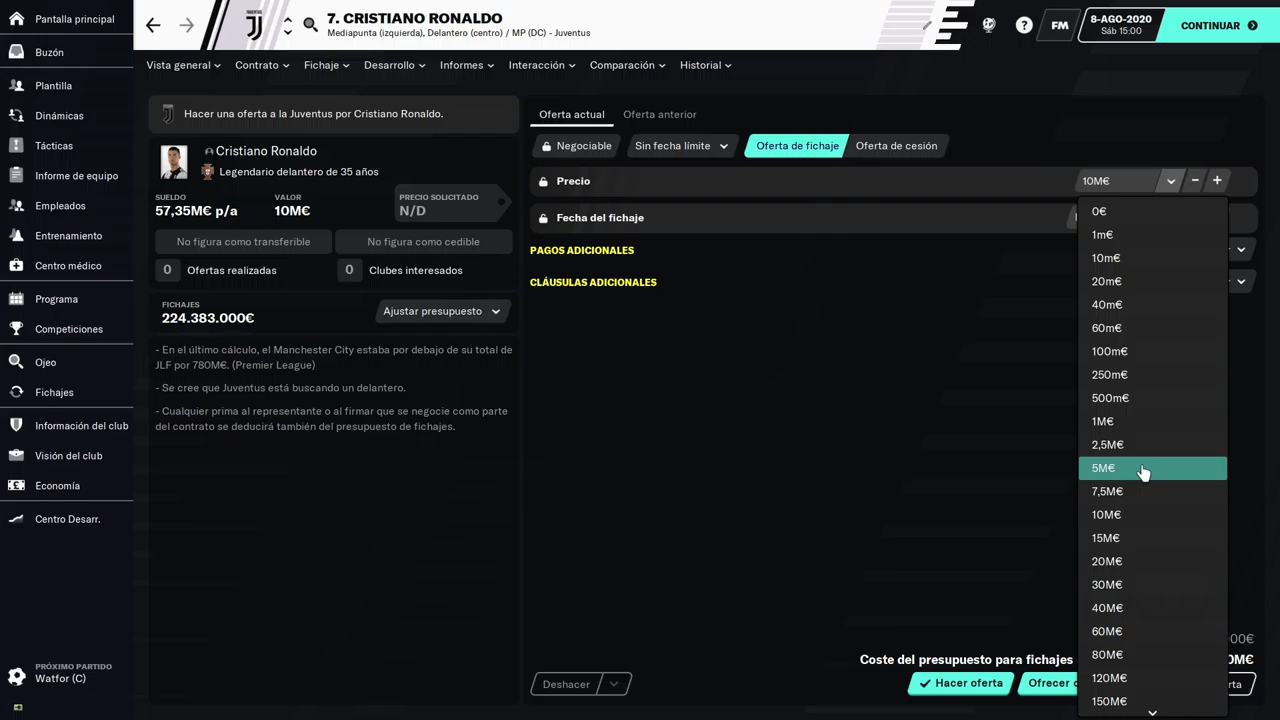 Pantalla principal
Buzón
Plantilla
Dinámicas
Tácticas
Informe de equipo
Empleados
Entrenamiento
Centro médico
Programa
Competiciones
Ojeo
Fichajes
Información del club
Visión del club
Economía
Centro Desarr.
PRÓXIMO PARTIDO
Watfor (C)
7. CRISTIANO RONALDO
Mediapunta (izquierda), Delantero (centro) / MP (DC) - Juventus
FM
8-AGO-2020
Sáb 15:00
CONTINUAR
Vista general
Contrato
Fichaje
Desarrollo
Informes
Interacción
Comparación
Historial
Hacer una oferta a la Juventus por Cristiano Ronaldo.
Cristiano Ronaldo
Legendario delantero de 35 años
SUELDO
57,35M€ p/a
VALOR
10M€
PRECIO SOLICITADO
N/D
No figura como transferible
No figura como cedible
0 Ofertas realizadas
0 Clubes interesados
FICHAJES
224.383.000€
Ajustar presupuesto
- En el último cálculo, el Manchester City estaba por debajo de su total de
JLF por 780M€. (Premier League)
- Se cree que Juventus está buscando un delantero.
- Cualquier prima al representante o al firmar que se negocie como parte
del contrato se deducirá también del presupuesto de fichajes.
Oferta actual
Oferta anterior
Negociable
Sin fecha límite
Oferta de fichaje
Oferta de cesión
Precio
10M€
Fecha del fichaje
PAGOS ADICIONALES
CLÁUSULAS ADICIONALES
0€
1m€
10m€
20m€
40m€
60m€
100m€
250m€
500m€
1M€
2,5M€
5M€
7,5M€
10M€
15M€
20M€
30M€
40M€
60M€
80M€
120M€
150M€
Coste del presupuesto para fichajes
Deshacer
Hacer oferta
Ofrecer